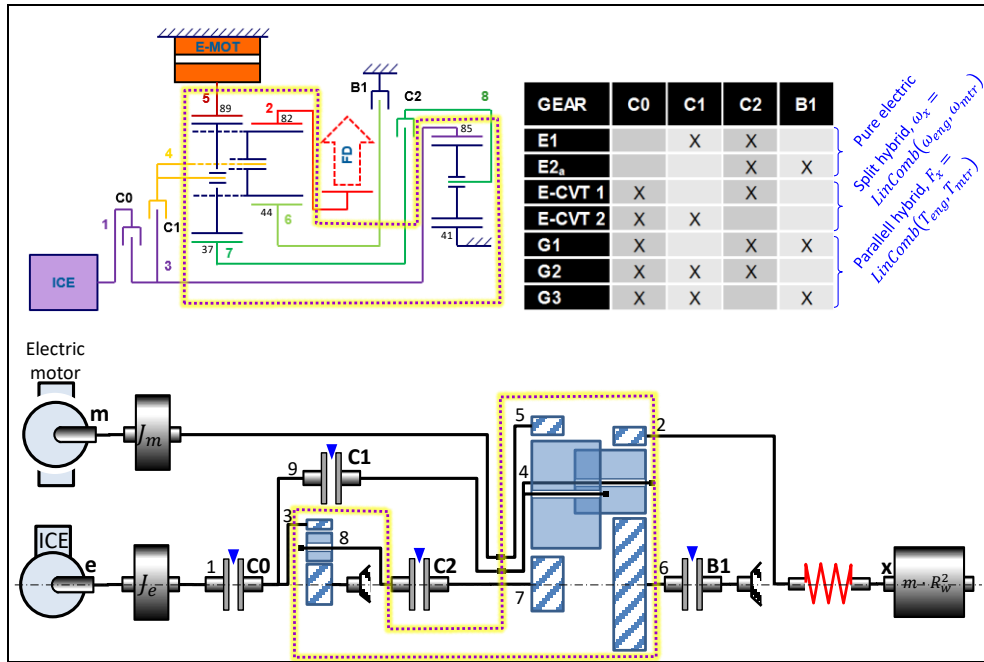 E-MOT
5
89
2
82
B1
C2
8
85
4
FD
C0
1
C1
44
6
41
37
7
3
ICE
GEAR C0 C1 C2 B1
E1 X X
E2a X X
E-CVT 1 X X
E-CVT 2 X X
G1 X X X
G2 X X X
G3 X X X
Pure electric
Split hybrid, ωx =
LinComb(ωeng, ωmtr)
Parallell hybrid, Fx =
LinComb(Teng, Tmtr)
Electric
motor
m
Jm
5
2
9
C1
4
3
8
ICE
e
Je
1
C0
C2
7
6
B1
x
m · Rw²